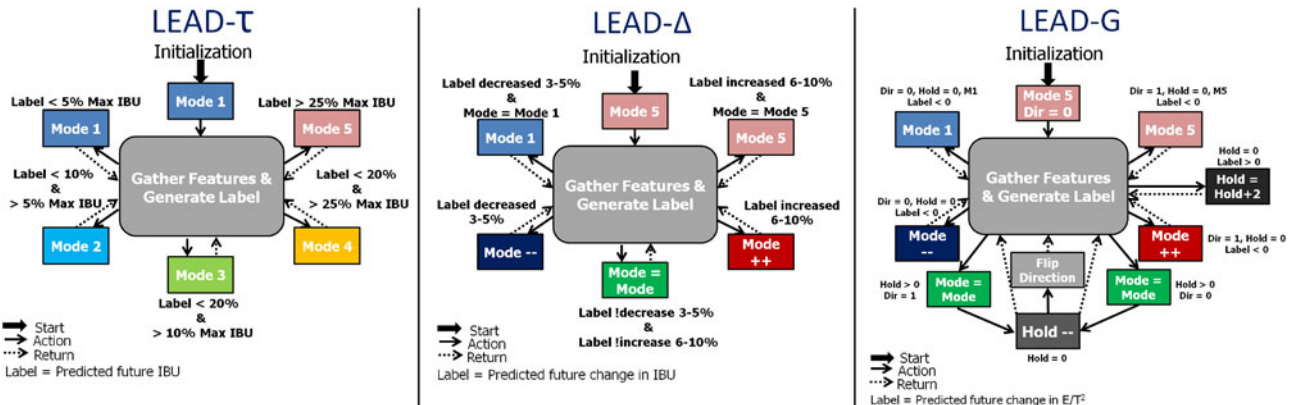 LEAD-τ
Initialization
Mode 1
Label < 5% Max IBU
Mode 1
Label > 25% Max IBU
Mode 5
Gather Features &
Generate Label
Label < 10%
&
> 5% Max IBU
Mode 2
Label < 20%
&
> 25% Max IBU
Mode 4
Mode 3
Label < 20%
&
> 10% Max IBU
Start
Action
Return
Label = Predicted future IBU
LEAD-Δ
Initialization
Mode 5
Label decreased 3-5%
&
Mode = Mode 1
Mode 1
Label increased 6-10%
&
Mode = Mode 5
Mode 5
Gather Features &
Generate Label
Label decreased
3-5%
Mode --
Label increased
6-10%
Mode
++
Mode =
Mode
Label !decrease 3-5%
&
Label !increase 6-10%
Start
Action
Return
Label = Predicted future change in IBU
LEAD-G
Initialization
Mode 5
Dir = 0
Dir = 0, Hold = 0, M1
Label < 0
Mode 1
Dir = 1, Hold = 0, M5
Label < 0
Mode 5
Gather Features
& Generate Label
Hold = 0
Label > 0
Hold =
Hold+2
Dir = 0, Hold = 0
Label < 0
Mode
--
Mode
++
Dir = 1, Hold = 0
Label < 0
Hold > 0
Dir = 1
Mode =
Mode
Flip
Direction
Mode =
Mode
Hold > 0
Dir = 0
Hold --
Hold = 0
Start
Action
Return
Label = Predicted future change in E/T²